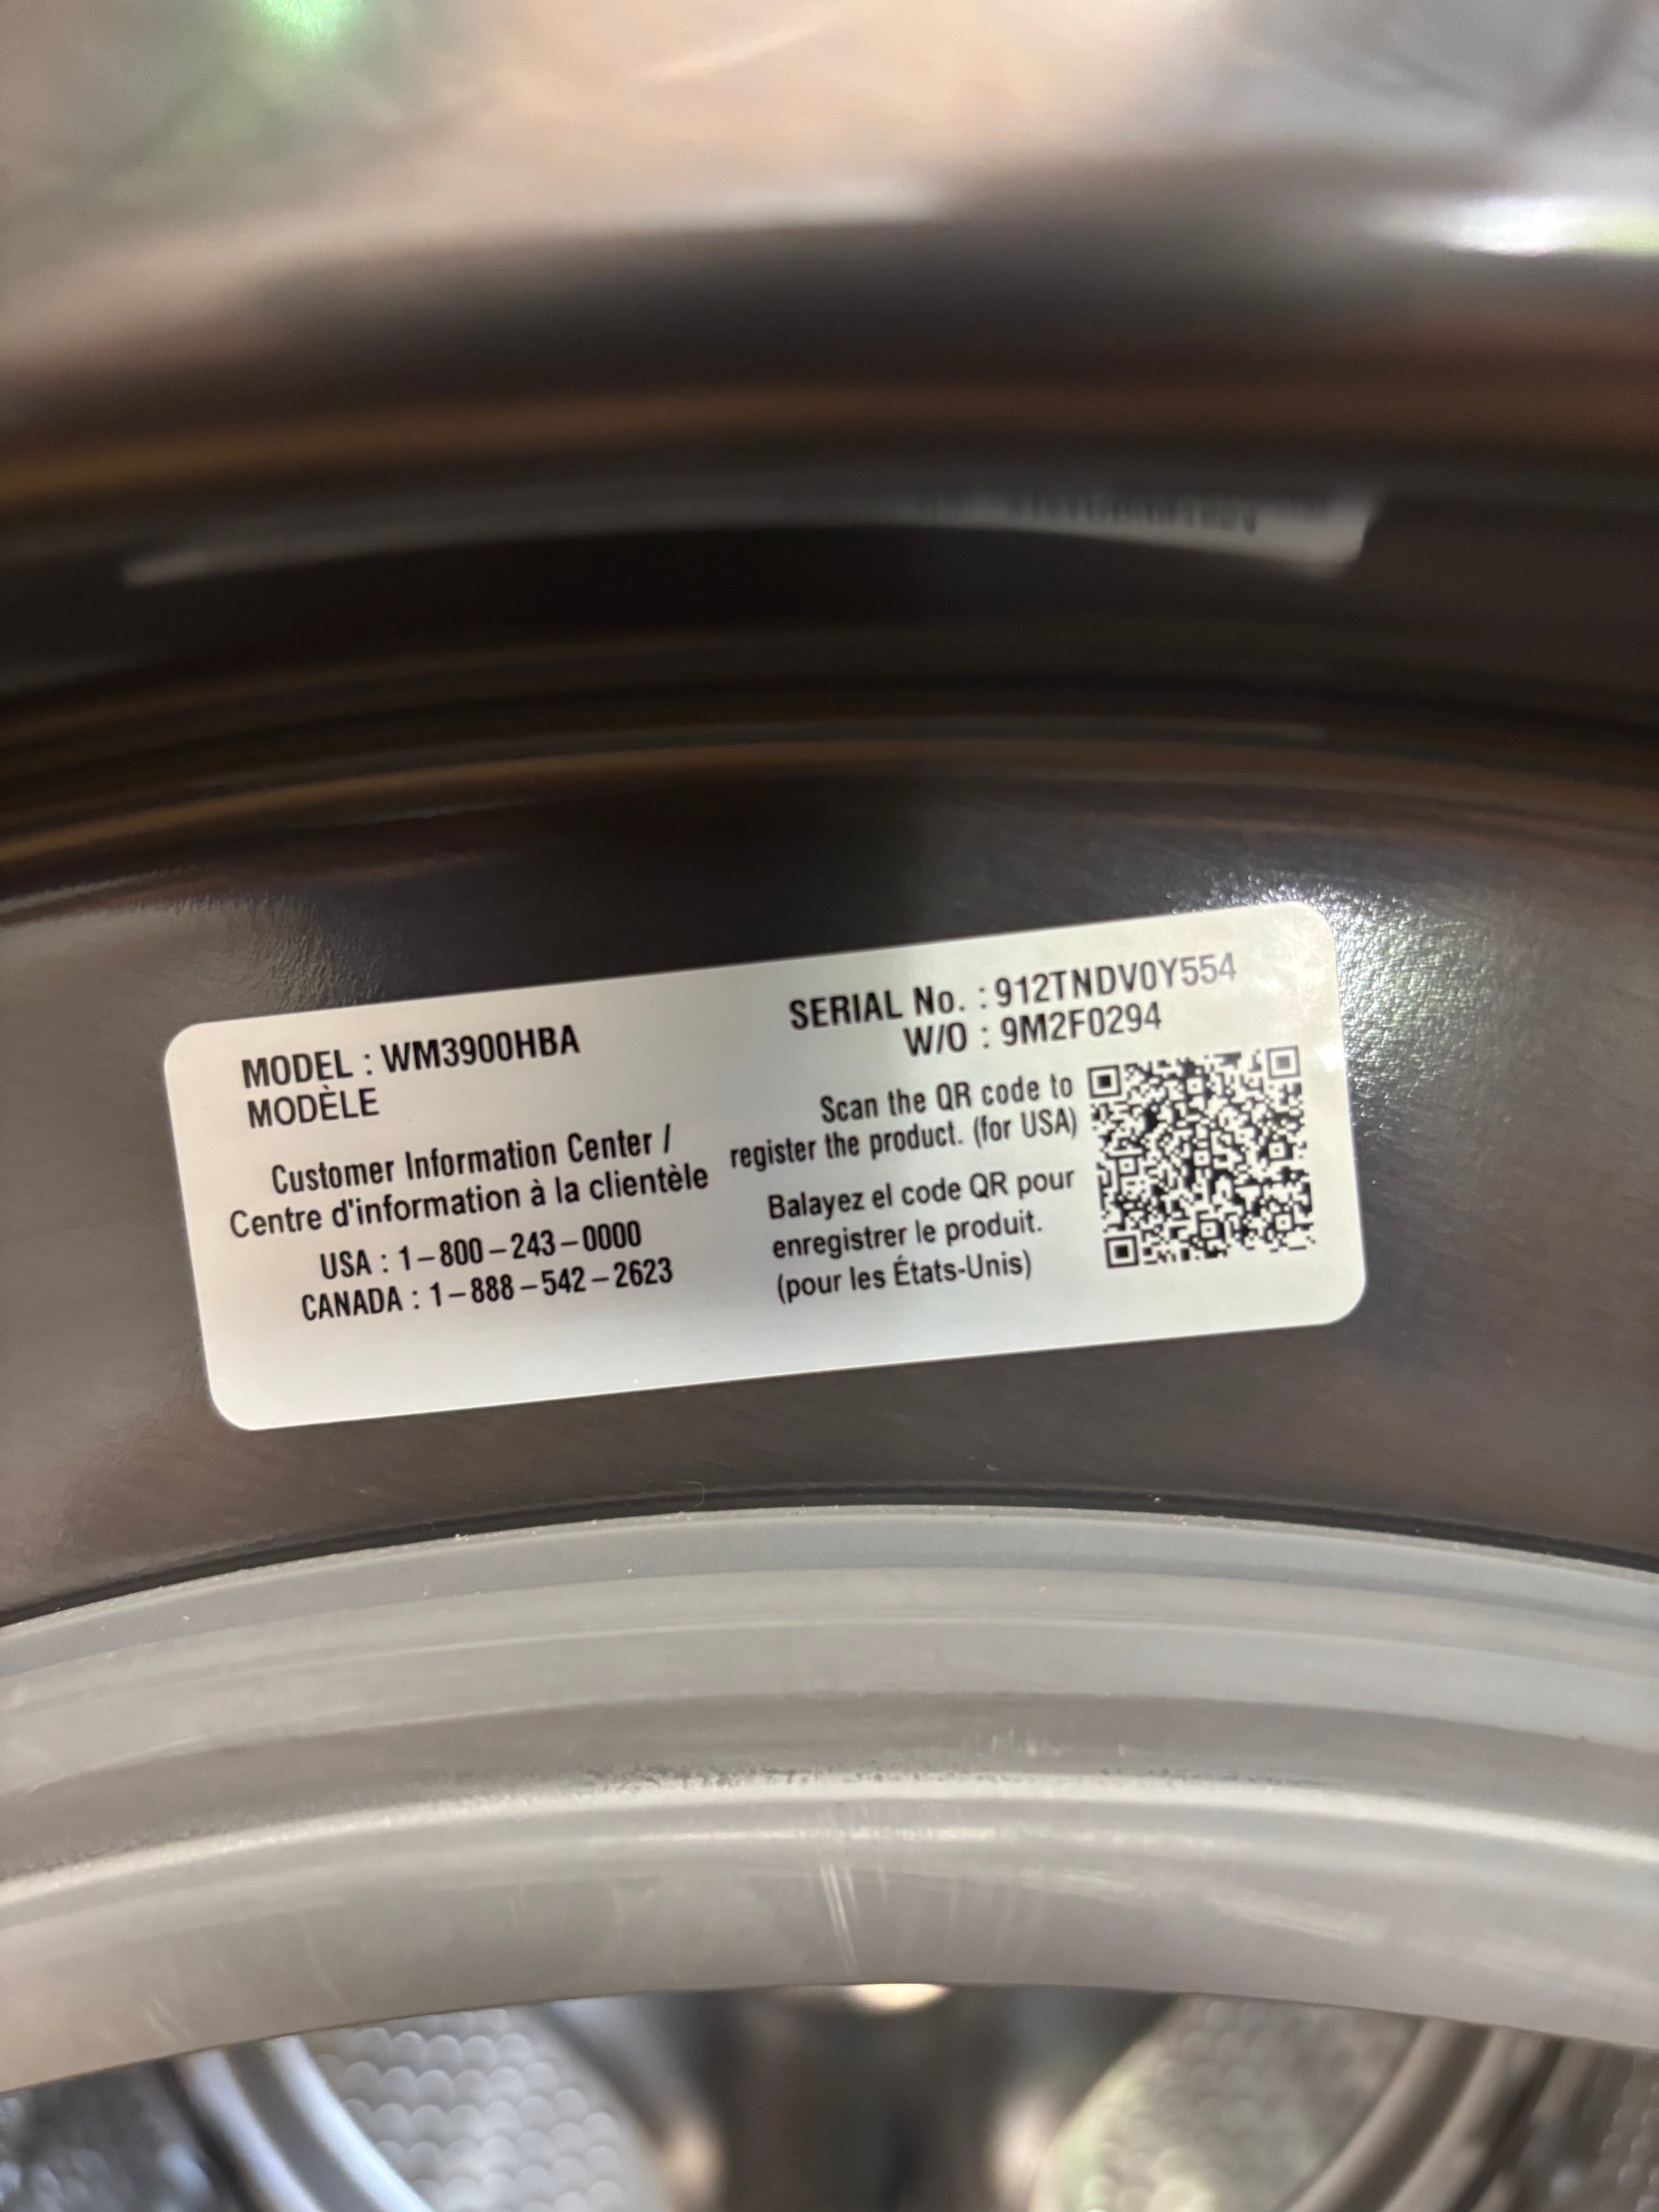 MODEL : WM3900HBA
MODÈLE
Customer Information Center /
Centre d'information à la clientèle
USA : 1–800–243–0000
CANADA : 1–888–542–2623
SERIAL No. : 912TNDV0Y554
W/O : 9M2F0294
Scan the QR code to
register the product. (for USA)
Balayez el code QR pour
enregistrer le produit.
(pour les États-Unis)